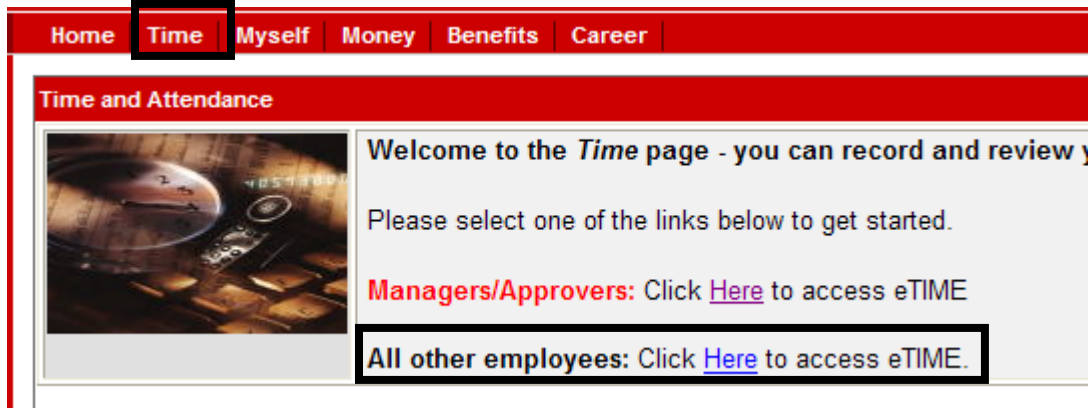 Home Time Myself Money Benefits Career
Time and Attendance
Welcome to the Time page - you can record and review
Please select one of the links below to get started.
Managers/Approvers: Click Here to access eTIME
All other employees: Click Here to access eTIME.